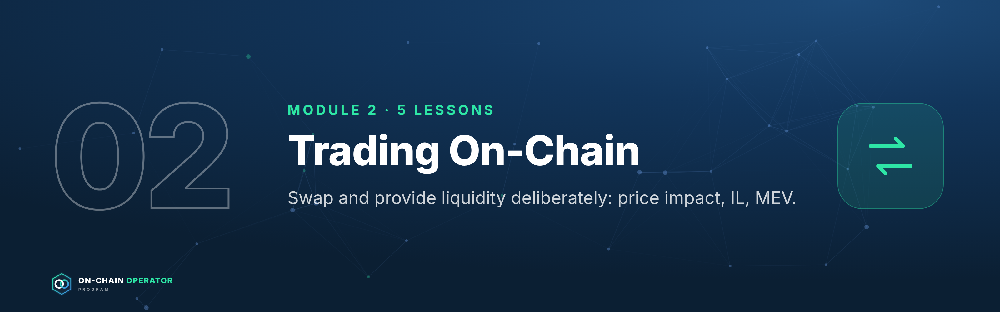 02
MODULE 2 · 5 LESSONS
Trading On-Chain
Swap and provide liquidity deliberately: price impact, IL, MEV.
ON-CHAIN OPERATOR
PROGRAM